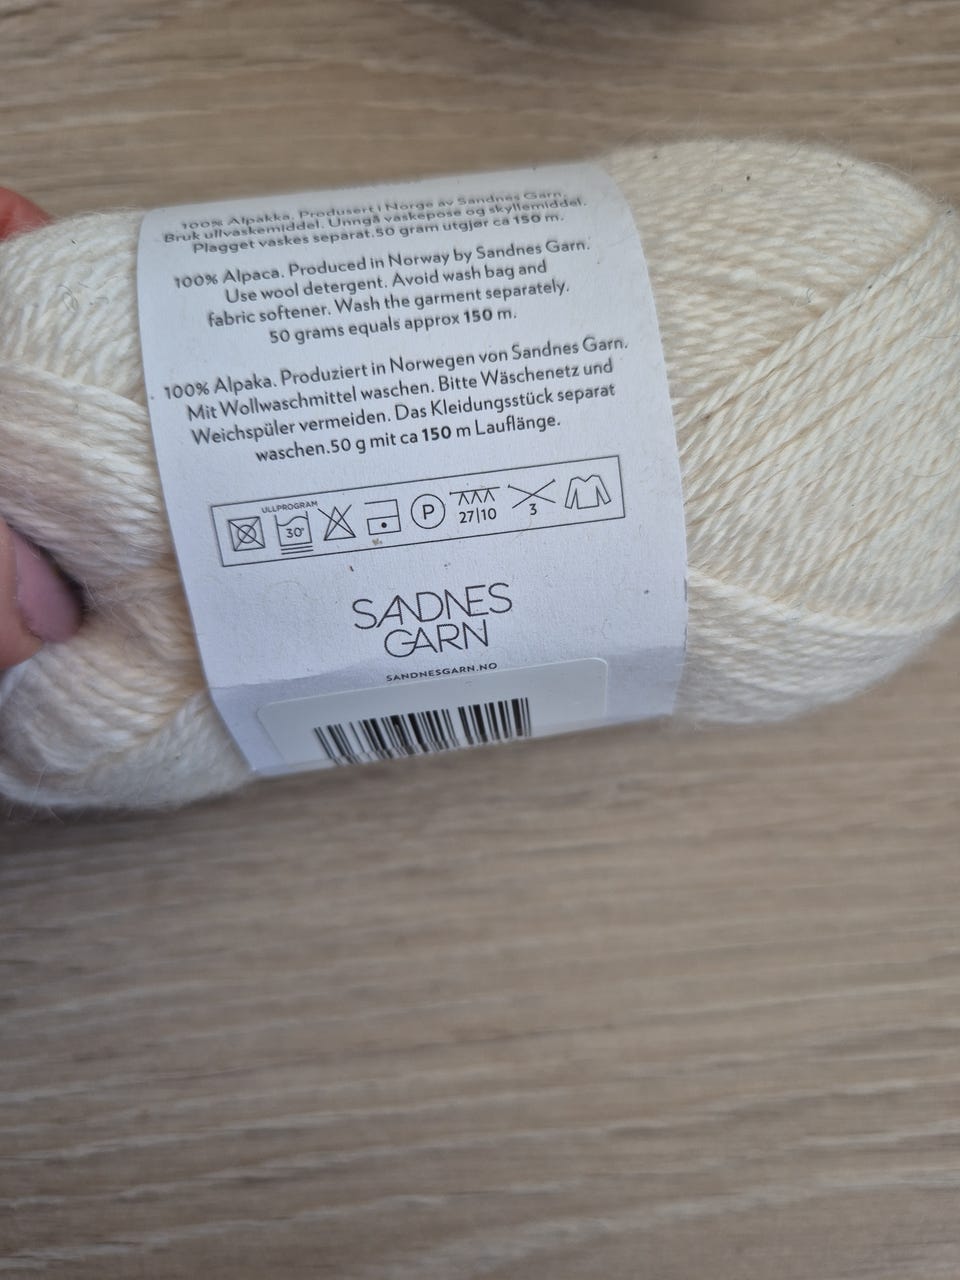 100% Alpakka. Produsert i Norge av Sandnes Garn.
Bruk ullvaskemiddel. Unngå vaskepose og skyllemiddel.
Plagget vaskes separat.50 gram utgjør ca 150 m.
100% Alpaca. Produced in Norway by Sandnes Garn.
Use wool detergent. Avoid wash bag and
fabric softener. Wash the garment separately.
50 grams equals approx 150 m.
100% Alpaka. Produziert in Norwegen von Sandnes Garn.
Mit Wollwaschmittel waschen. Bitte Wäschenetz und
Weichspüler vermeiden. Das Kleidungsstück separat
waschen.50 g mit ca 150 m Lauflänge.
ULLPROGRAM
30° P 27|10 3
SANDNES
GARN
SANDNESGARN.NO